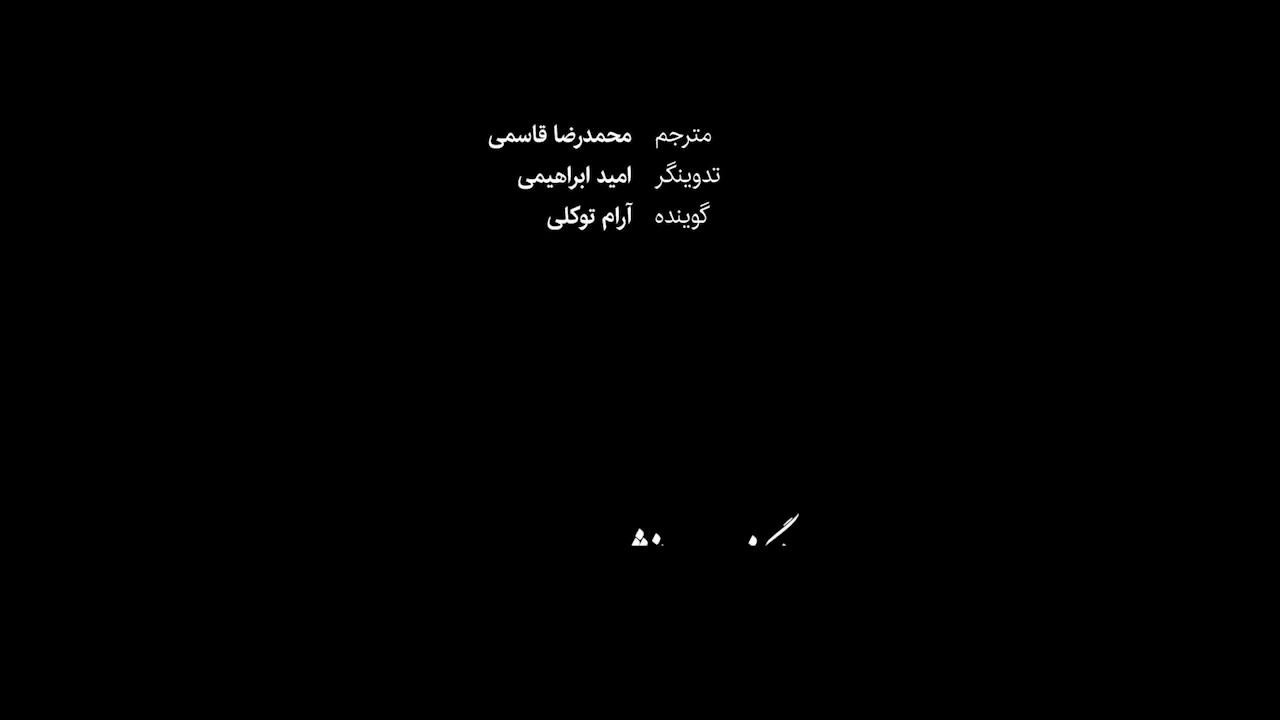 مترجم محمدرضا قاسمی
تدوینگر امید ابراهیمی
گوینده آرام توکلی